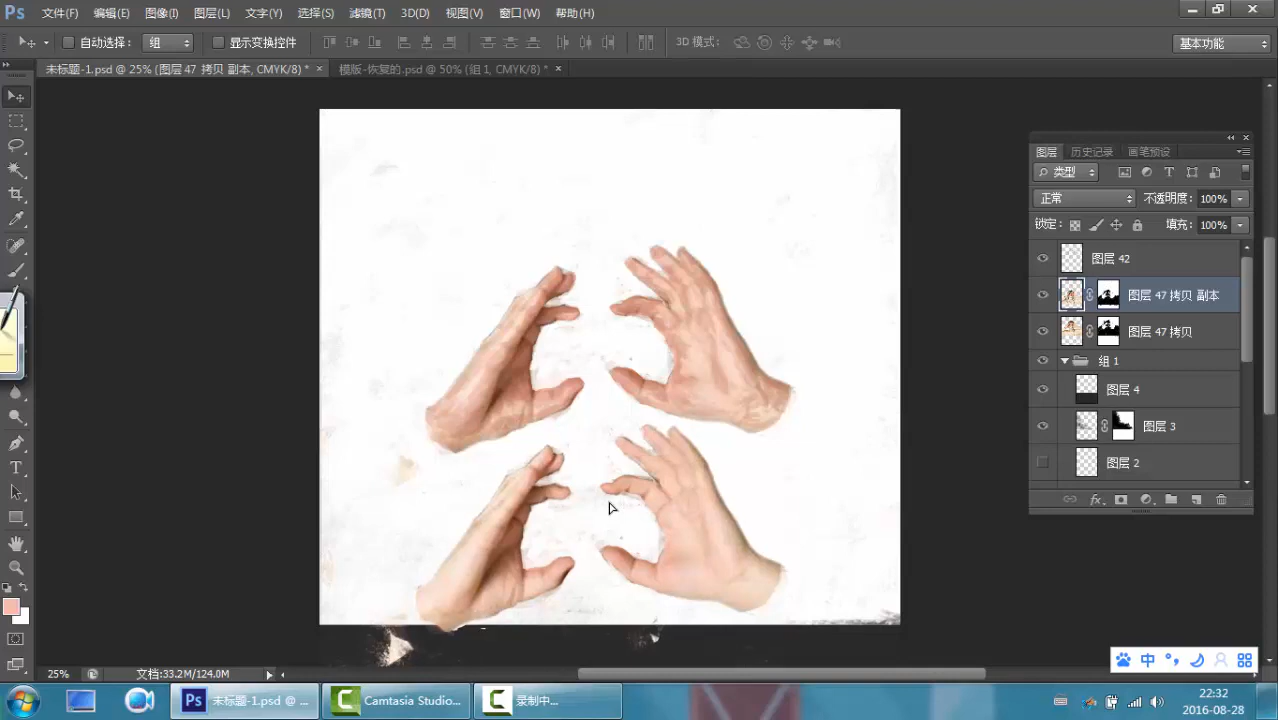 Ps 文件(F) 编辑(E) 图像(I) 图层(L) 文字(Y) 选择(S) 滤镜(T) 3D(D) 视图(V) 窗口(W) 帮助(H)
自动选择: 组 显示变换控件 3D 模式: 基本功能
未标题-1.psd @ 25% (图层 47 拷贝 副本, CMYK/8) * × 模版-恢复的.psd @ 50% (组 1, CMYK/8) * ×
图层 历史记录 画笔预设
类型
正常 不透明度: 100%
锁定: 填充: 100%
图层 42
图层 47 拷贝 副本
图层 47 拷贝
组 1
图层 4
图层 3
图层 2
fx
中
25% 文档:33.2M/124.0M
Ps 未标题-1.psd @ ... Camtasia Studio... 录制中...
22:32
2016-08-28